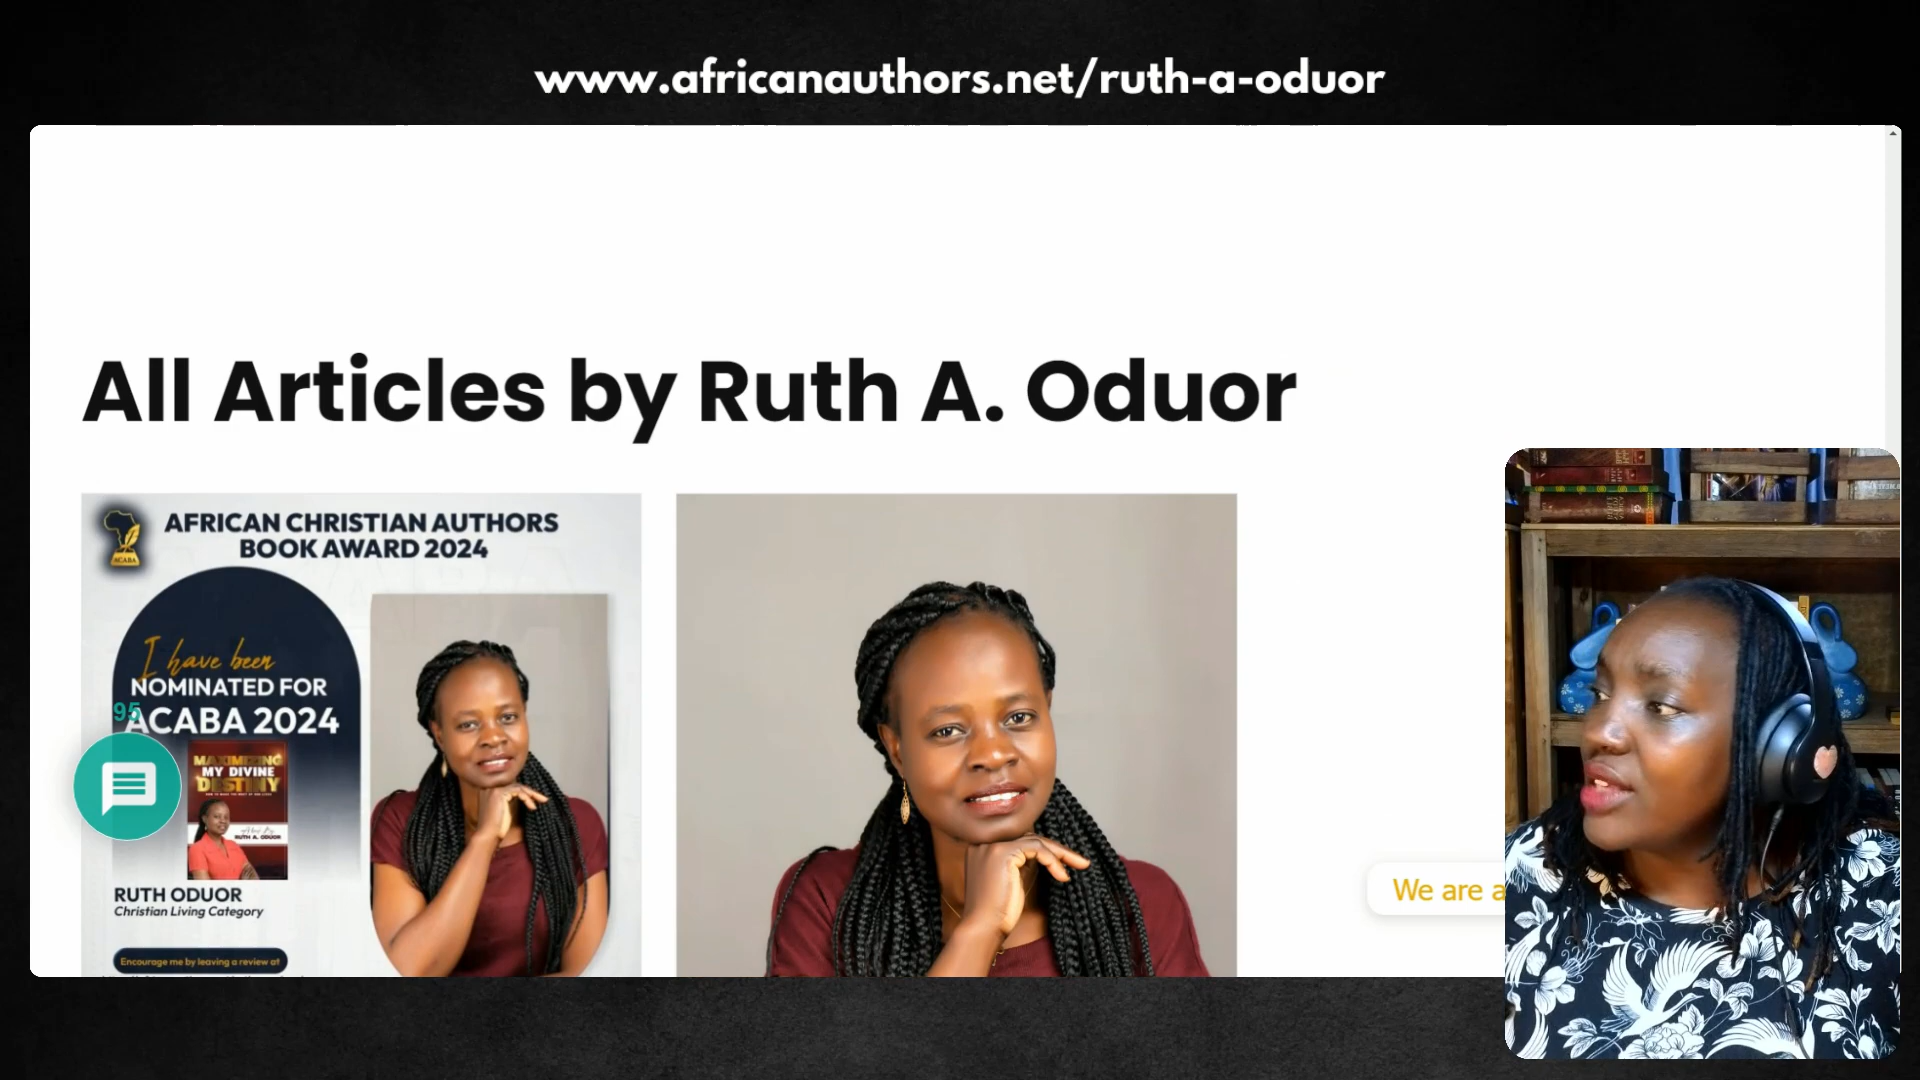 www.africanauthors.net/ruth-a-oduor
All Articles by Ruth A. Oduor
AFRICAN CHRISTIAN AUTHORS
BOOK AWARD 2024
ACABA
I have been
NOMINATED FOR
ACABA 2024
95
MAXIMIZING
MY DIVINE
DESTINY
RUTH A. ODUOR
RUTH ODUOR
Christian Living Category
Encourage me by leaving a review at
We are a